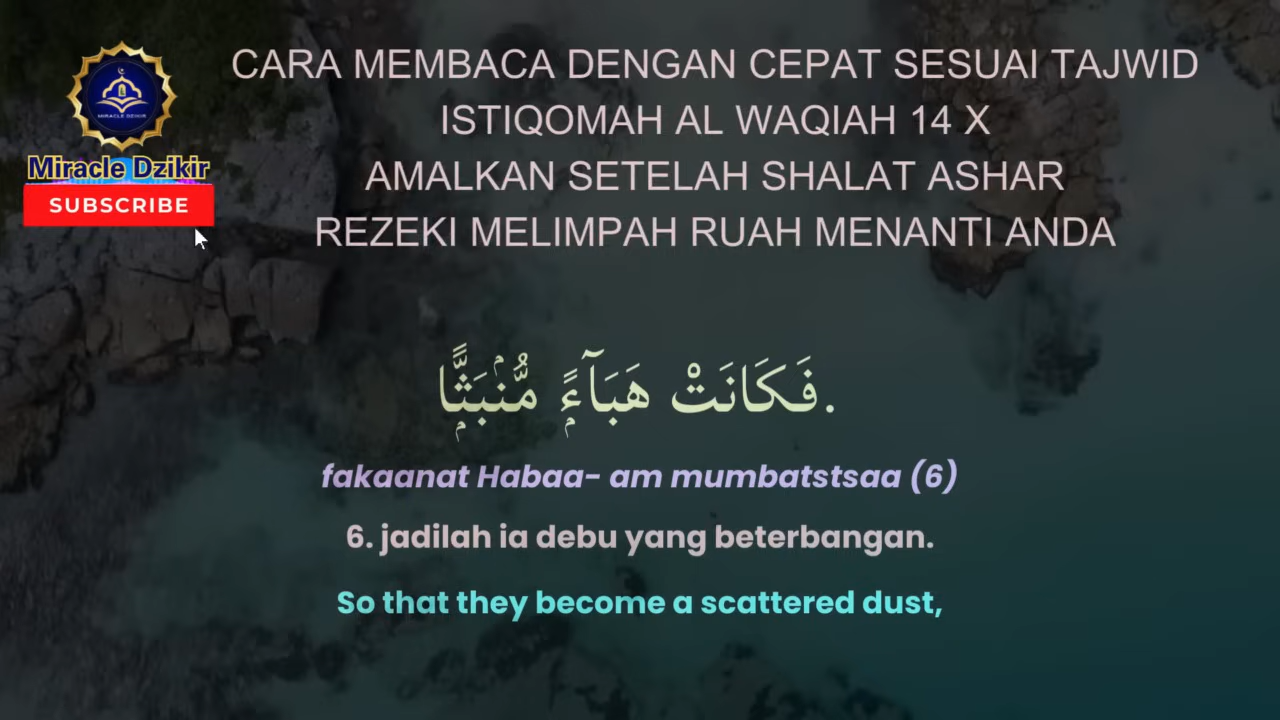 CARA MEMBACA DENGAN CEPAT SESUAI TAJWID
ISTIQOMAH AL WAQIAH 14 X
AMALKAN SETELAH SHALAT ASHAR
REZEKI MELIMPAH RUAH MENANTI ANDA
MIRACLE DZIKIR
Miracle Dzikir
SUBSCRIBE
.فَكَانَتْ هَبَآءًۭ مُّنۢبَثًّۭا
fakaanat Habaa- am mumbatstsaa (6)
6. jadilah ia debu yang beterbangan.
So that they become a scattered dust,